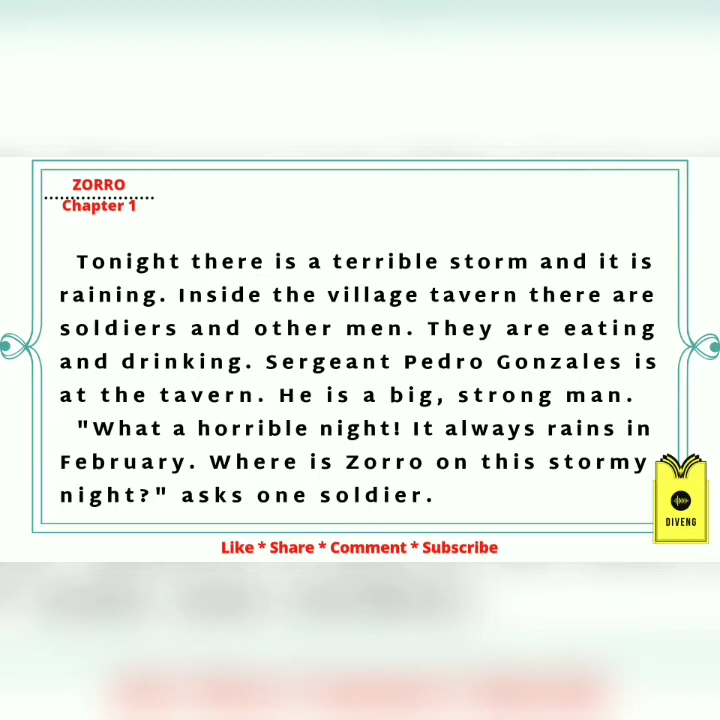 ZORRO
Chapter 1
Tonight there is a terrible storm and it is
raining. Inside the village tavern there are
soldiers and other men. They are eating
and drinking. Sergeant Pedro Gonzales is
at the tavern. He is a big, strong man.
"What a horrible night! It always rains in
February. Where is Zorro on this stormy
night?" asks one soldier.
DIVENG
Like * Share * Comment * Subscribe